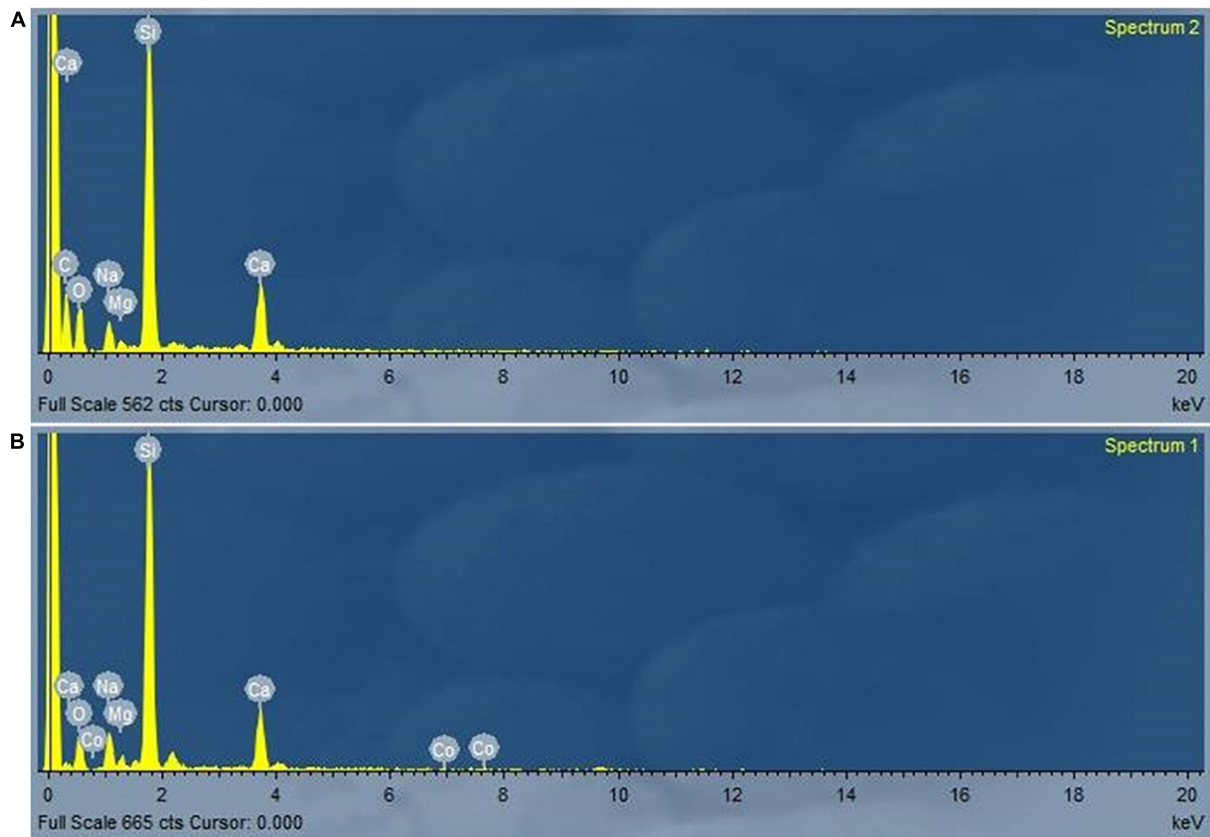 A
Spectrum 2
Si
Ca
C
O
Na
Mg
Ca
0 2 4 6 8 10 12 14 16 18 20
Full Scale 562 cts Cursor: 0.000 keV
B
Spectrum 1
Si
Ca
Na
O
Mg
Co
Ca
Co
Co
0 2 4 6 8 10 12 14 16 18 20
Full Scale 665 cts Cursor: 0.000 keV